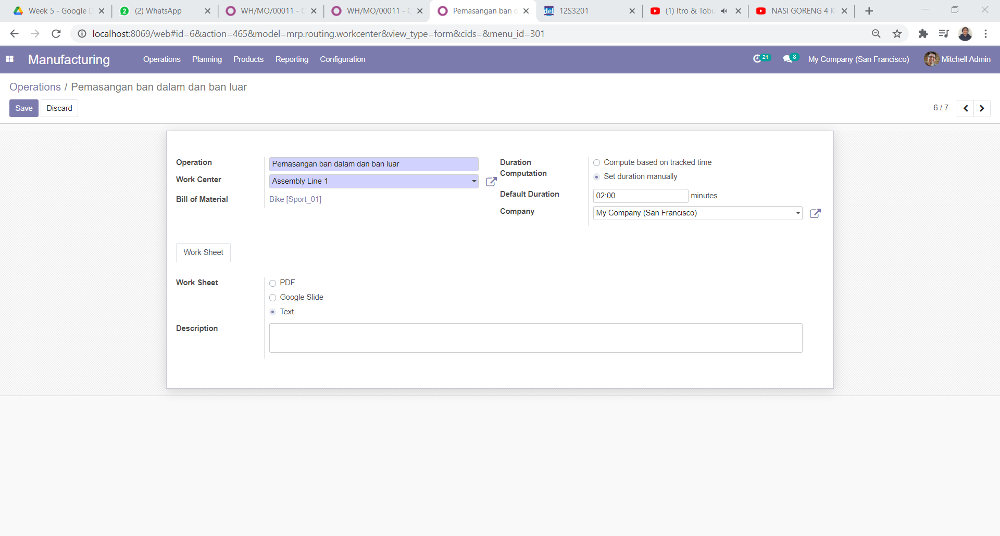 Week 5 - Google D
(2) WhatsApp
WH/MO/00011 - C
WH/MO/00011 - C
Pemasangan ban
del
12S3201
(1) Itro & Tobu
NASI GORENG 4 K
localhost:8069/web#id=6&action=465&model=mrp.routing.workcenter&view_type=form&cids=&menu_id=301
Manufacturing
Operations
Planning
Products
Reporting
Configuration
21
8
My Company (San Francisco)
Mitchell Admin
Operations / Pemasangan ban dalam dan ban luar
Save
Discard
6 / 7
Operation
Pemasangan ban dalam dan ban luar
Work Center
Assembly Line 1
Bill of Material
Bike [Sport_01]
Duration Computation
Compute based on tracked time
Set duration manually
Default Duration
02:00 minutes
Company
My Company (San Francisco)
Work Sheet
Work Sheet
PDF
Google Slide
Text
Description